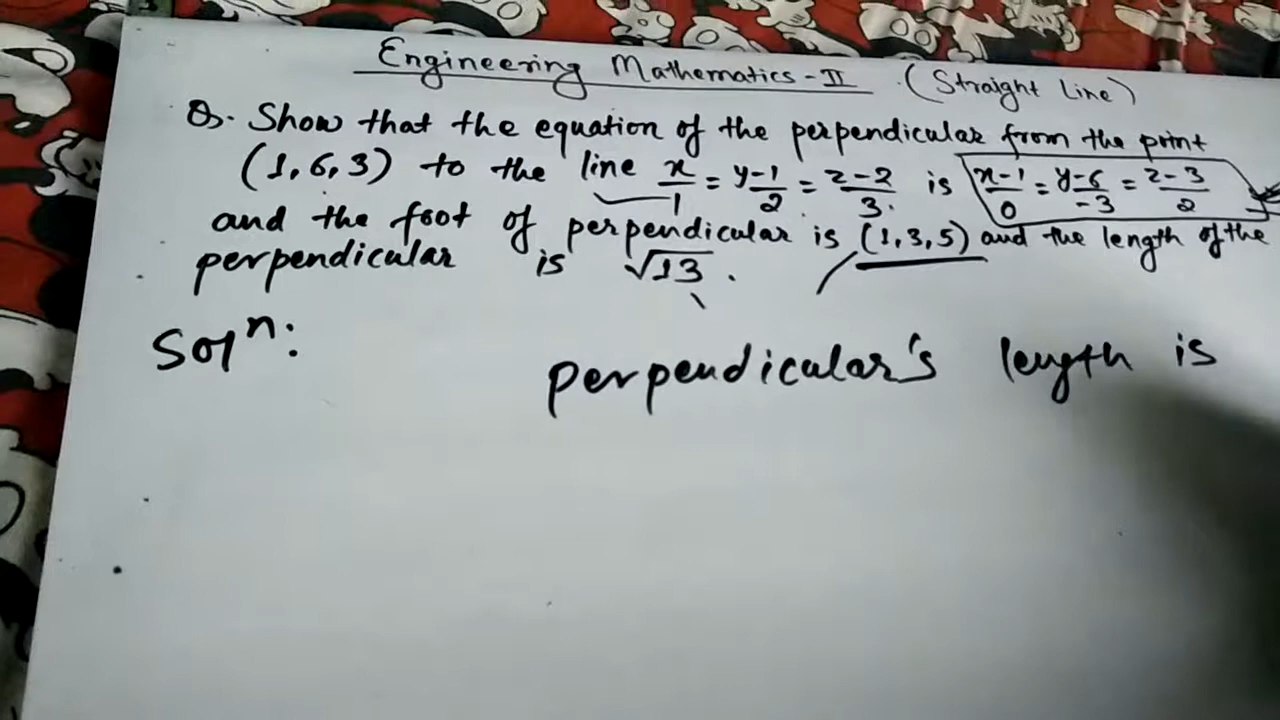 Engineering Mathematics-II (Straight Line)
Q. Show that the equation of the perpendicular from the print
(1,6,3) to the line x/1 = y-1/2 = z-2/3. is x-1/0 = y-6/-3 = z-3/2
and the foot of perpendicular is (1,3,5) and the length of the
perpendicular is √13.
Solⁿ:
perpendicular's length is